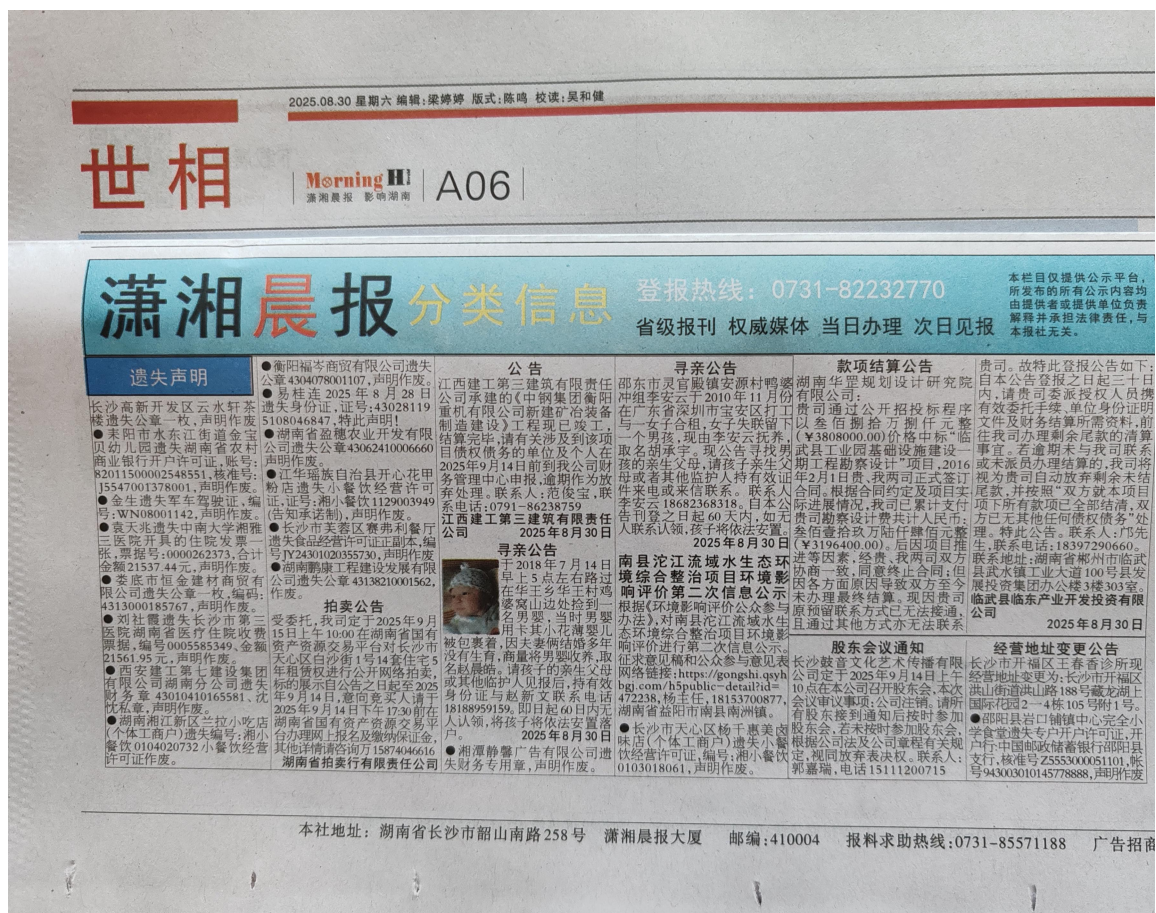 2025.08.30 星期六 编辑:梁婷婷 版式:陈鸣 校读:吴和健
世相
Morning H
潇湘晨报 影响湖南
A06
潇湘晨报 分类信息
登报热线：0731-82232770
省级报刊 权威媒体 当日办理 次日见报
本栏目仅提供公示平台，
所发布的所有公示内容均
由提供者或提供单位负责
解释并承担法律责任，与
本报社无关。
遗失声明
长沙高新开发区云水轩茶
楼遗失公章一枚，声明作废
●耒阳市水东江街道金宝
贝幼儿园遗失湖南省农村
商业银行开户许可证，账号:
82011500002548551，核准号:
J5547001378001，声明作废。
●金生遗失军车驾驶证，编
号:WN08001142，声明作废。
●袁天兆遗失中南大学湘雅
三医院开具的住院发票一
张，票据号:0000262373，合计
金额21537.44元，声明作废。
●娄底市恒金建材商贸有
限公司遗失公章一枚，编码:
4313000185767，声明作废。
●刘社霞遗失长沙市第三
医院湖南省医疗住院收费
票据，编号0005585349，金额
21561.95元，声明作废。
●西安建工第七建设集团
有限公司湖南分公司遗失
财务章43010410165581、沈
忱私章，声明作废。
●湖南湘江新区兰拉小吃店
(个体工商户)遗失编号:湘小
餐饮0104020732小餐饮经营
许可证作废。
●衡阳福岑商贸有限公司遗失
公章4304078001107，声明作废。
●易桂连2025年8月28日
遗失身份证，证号:43028119
5108046847，特此声明！
●湖南省盈穗农业开发有限
公司遗失公章43062410006660
声明作废。
●江华瑶族自治县开心花甲
粉店遗失小餐饮经营许可
证，证号:湘小餐饮1129003949
(告知承诺制)，声明作废。
●长沙市芙蓉区赛弗利餐厅
遗失食品经营许可证正副本，编
号JY24301020355730，声明作废
●湖南鹏康工程建设发展有
限公司遗失公章43138210001562，
声明作废。
拍卖公告
受委托，我司定于2025年9月
15日上午10:00在湖南省国有
资产资源交易平台对长沙市
天心区白沙街1号14套住宅5
年租赁权进行公开网络拍卖，
标的展示自公告之日起至2025
年9月14日，意向竞买人请于
2025年9月14日下午17:30前在
湖南省国有资产资源交易平
台办理网上报名及缴纳保证金，
其他详情请咨询万15874046616
湖南省拍卖行有限责任公司
公 告
江西建工第三建筑有限责任
公司承建的《中钢集团衡阳
重机有限公司新建矿冶装备
制造建设》工程现已竣工，
结算完毕，请有关涉及到该项
目债权债务的单位及个人在
2025年9月14日前到我公司财
务管理中心申报，逾期作为放
弃处理。联系人:范俊宝，联
系电话:0791-86238759
江西建工第三建筑有限责任
公司 2025年8月30日
寻亲公告
于2018年7月14日
早上5点左右路过
在华王乡华王村鸡
婆窝山边处捡到一
名男婴，当时男婴
用卡其小花薄婴儿
被包裹着，因夫妻俩结婚多年
没有生育，商量将男婴收养，取
名赵晨皓。请孩子的亲生父母
或其他监护人见报后，持有效
身份证与赵新文联系电话
18188959159。即日起60日内无
人认领，将孩子将依法安置落
户。 2025年8月30日
●湘潭静馨广告有限公司遗
失财务专用章，声明作废。
寻亲公告
邵东市灵官殿镇安源村鸭婆
冲组李安云于2010年11月份
在广东省深圳市宝安区打工
与一女子合租，女子失联留下
一个男孩，现由李安云抚养，
取名胡承宇。现公告寻找男
孩的亲生父母，请孩子亲生父
母或者其他监护人持有效证
件来电或来信联系。联系人
李安云18682368318。自本公
告刊登之日起60天内，如无
人联系认领，孩子将依法安置。
2025年8月30日
南县沱江流域水生态环
境综合整治项目环境影
响评价第二次信息公示
根据《环境影响评价公众参与
办法》，对南县沱江流域水生
态环境综合整治项目环境影
响评价进行第二次信息公示。
征求意见稿和公众参与意见表
网络链接:https://gongshi.qsyh
bgj.com/h5public-detail?id=
472238，杨主任，18153700877，
湖南省益阳市南县南洲镇。
●长沙市天心区杨千惠美卤
味店(个体工商户)遗失小餐
饮经营许可证，编号:湘小餐饮
0103018061，声明作废。
款项结算公告
湖南华罡规划设计研究院
有限公司:
贵司通过公开招投标程序
以叁佰捌拾万捌仟元整
(￥3808000.00)价格中标"临
武县工业园基础设施建设一
期工程勘察设计"项目，2016
年2月1日贵、我两司正式签订
合同。根据合同约定及项目实
际进展情况，我司已累计支付
贵司勘察设计费共计人民币:
叁佰壹拾玖万陆仟肆佰元整
(￥3196400.00)。后因项目推
进等因素，经贵、我两司双方
协商一致，同意终止合同；但
因各方面原因导致双方至今
未办理最终结算。现因贵司
原预留联系方式已无法接通，
且通过其他方式亦无法联系
贵司。故特此登报公告如下:
自本公告登报之日起三十日
内，请贵司委派授权人员携
有效委托手续、单位身份证明
文件及财务结算所需资料，前
往我司办理剩余尾款的清算
事宜。若逾期未与我司联系
或未派员办理结算的，我司将
视为贵司自动放弃剩余未结
尾款，并按照"双方就本项目
项下所有款项已全部结清，双
方已无其他任何债权债务"处
理。特此公告。联系人:邝先
生，联系电话:18397290660。
联系地址:湖南省郴州市临武
县武水镇工业大道100号县发
展投资集团办公楼3楼303室。
临武县临东产业开发投资有限
公司
2025年8月30日
股东会议通知
长沙鼓音文化艺术传播有限
公司定于2025年9月14日上午
10点在本公司召开股东会，本次
会议审议事项:公司注销。请所
有股东接到通知后按时参加
股东会，若未按时参加股东会，
根据公司法及公司章程有关规
定，视同放弃表决权。联系人:
郭嘉瑞，电话15111200715
经营地址变更公告
长沙市开福区王春香诊所现
经营地址变更为:长沙市开福区
洪山街道洪山路188号藏龙湖上
国际花园2—4栋105号附1号。
●邵阳县岩口铺镇中心完全小
学食堂遗失专户开户许可证，开
户行:中国邮政储蓄银行邵阳县
支行，核准号Z5553000051101，帐
号943003010145778888，声明作废
本社地址：湖南省长沙市韶山南路258号 潇湘晨报大厦 邮编:410004 报料求助热线:0731-85571188 广告招商